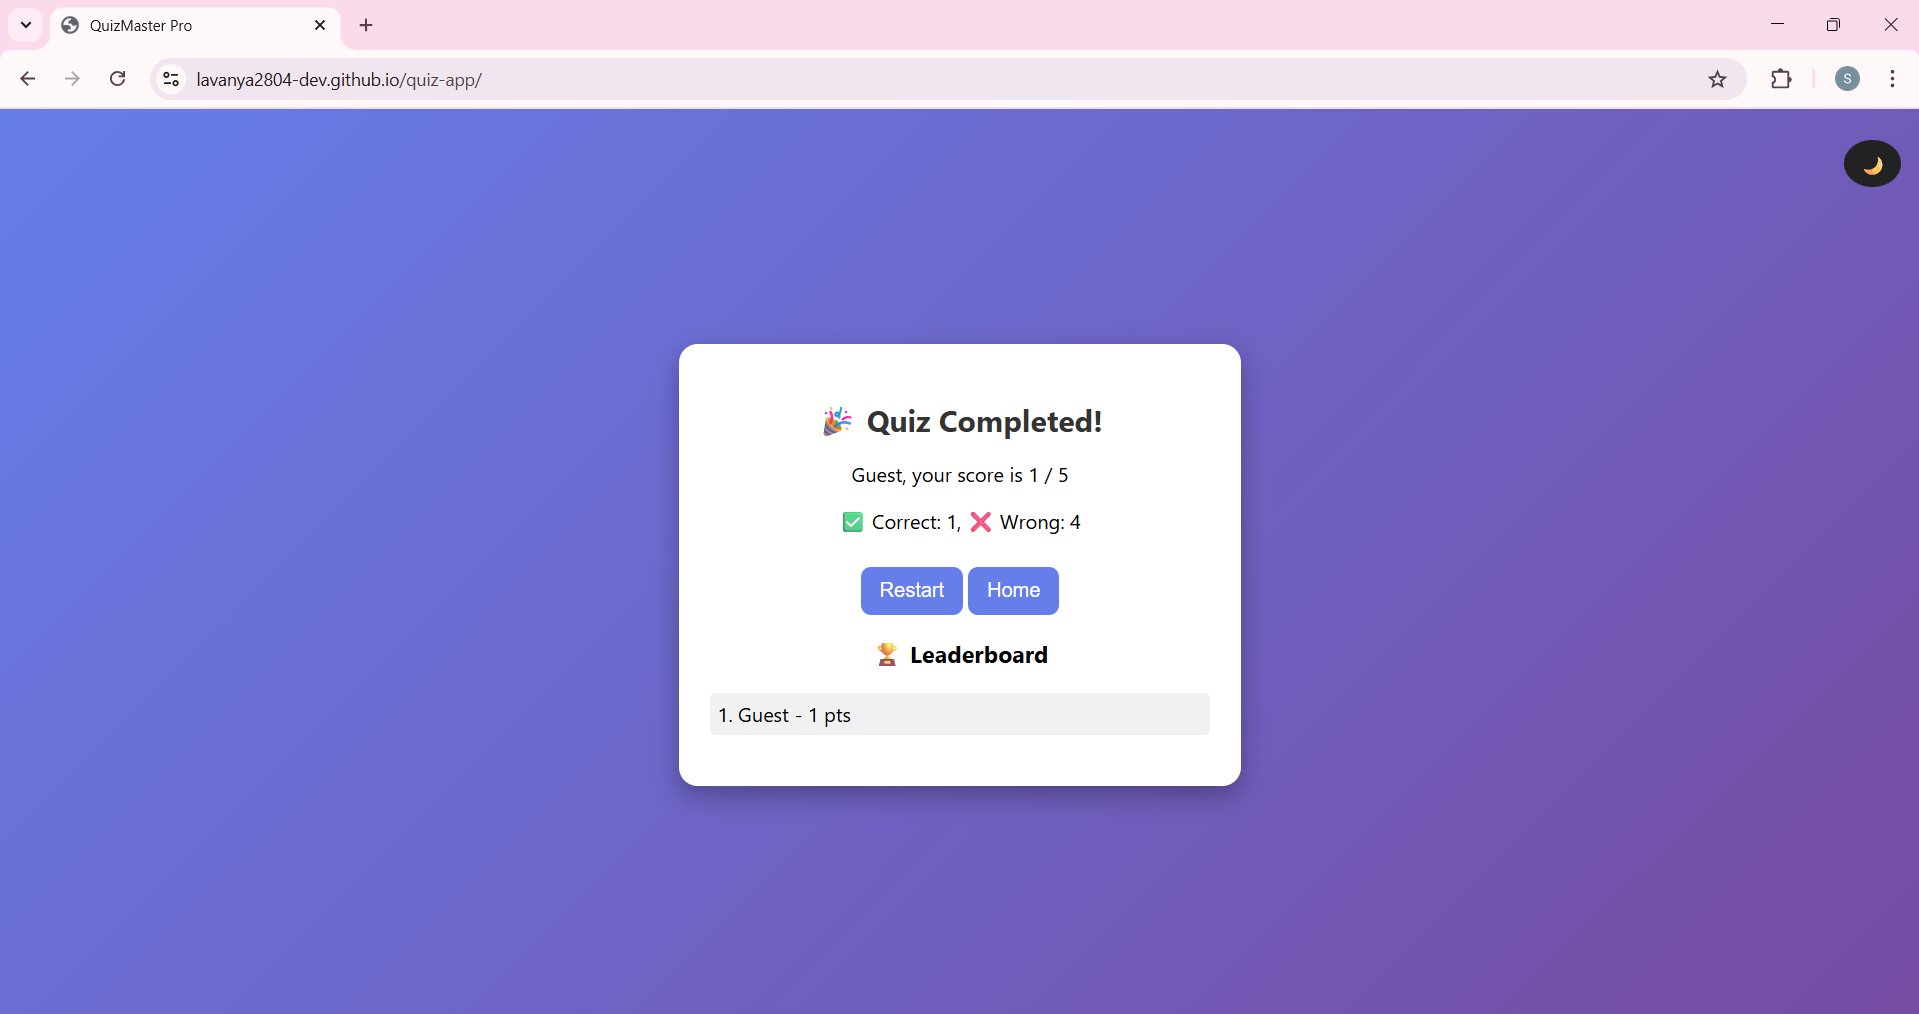 QuizMaster Pro
lavanya2804-dev.github.io/quiz-app/
S
🎉 Quiz Completed!
Guest, your score is 1 / 5
✅ Correct: 1, ❌ Wrong: 4
Restart Home
🏆 Leaderboard
1. Guest - 1 pts